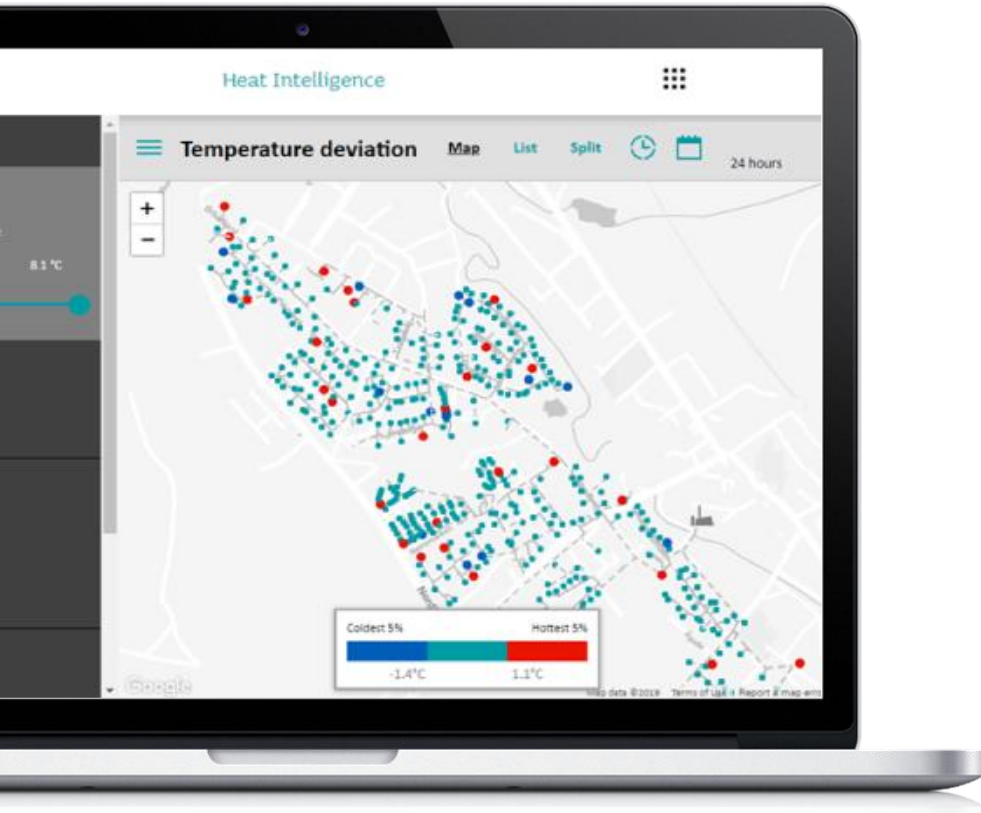 Heat Intelligence
Temperature deviation
Map
List
Split
24 hours
+
−
8.1 °C
Coldest 5%
Hottest 5%
-1.4°C
1.1°C
Google
Map data ©2019
Terms of Use
Report a map erro